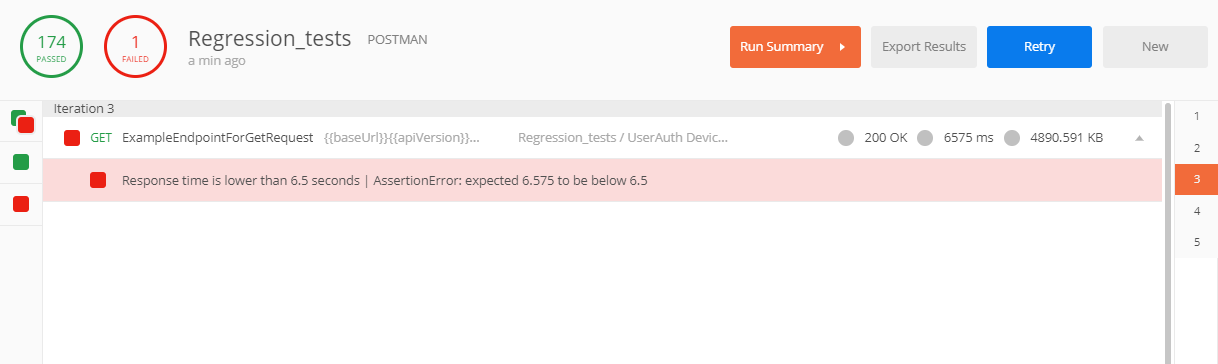 174
PASSED
1
FAILED
Regression_tests POSTMAN
a min ago
Run Summary
Export Results
Retry
New
Iteration 3
GET ExampleEndpointForGetRequest {{baseUrl}}{{apiVersion}}... Regression_tests / UserAuth Devic... 200 OK 6575 ms 4890.591 KB
Response time is lower than 6.5 seconds | AssertionError: expected 6.575 to be below 6.5
1
2
3
4
5